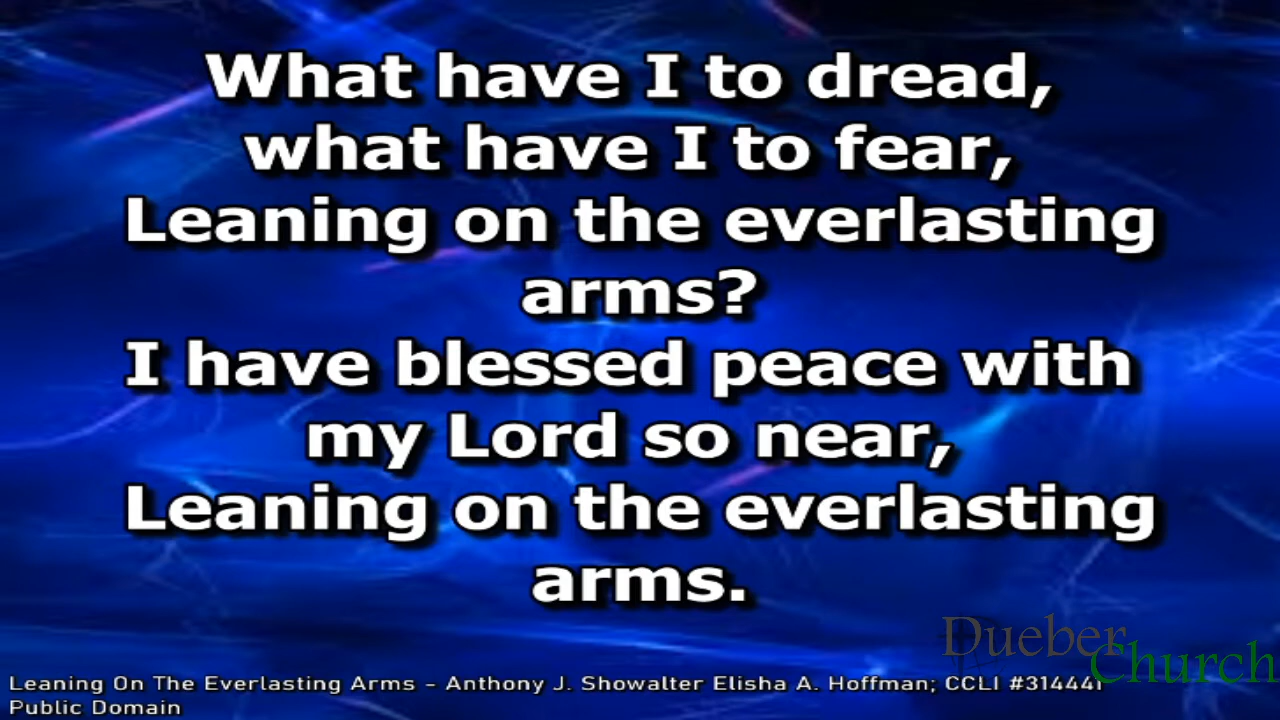 What have I to dread,
what have I to fear,
Leaning on the everlasting
arms?
I have blessed peace with
my Lord so near,
Leaning on the everlasting
arms.
Dueber
Church
Leaning On The Everlasting Arms - Anthony J. Showalter Elisha A. Hoffman; CCLI #314441
Public Domain